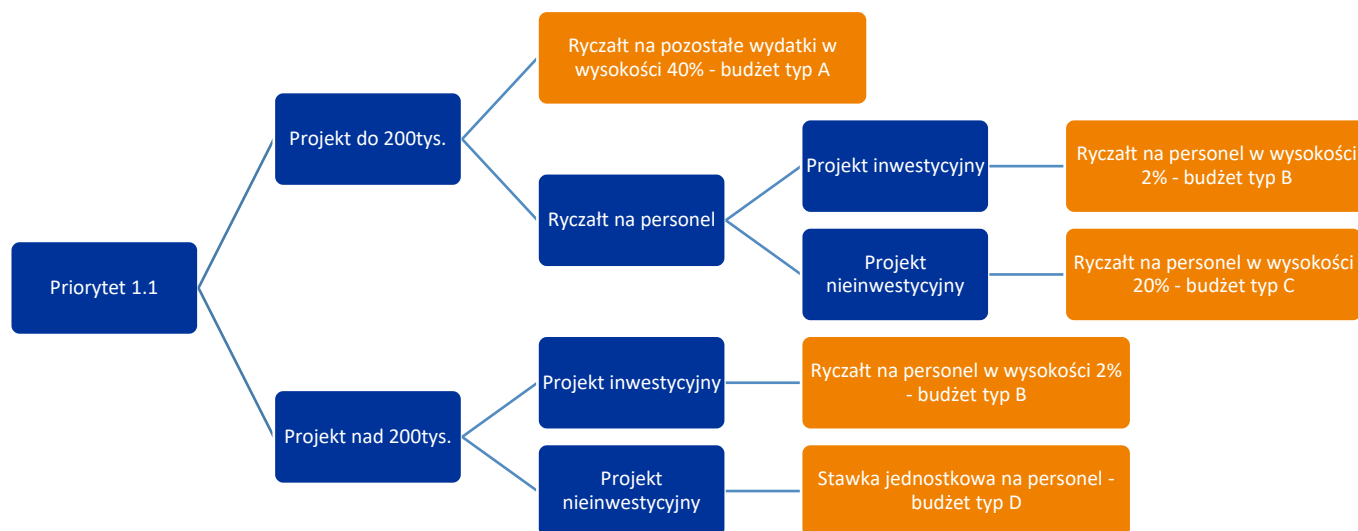 Ryczałt na pozostałe wydatki w
wysokości 40% - budżet typ A
Projekt do 200tys.
Projekt inwestycyjny
Ryczałt na personel w wysokości
2% - budżet typ B
Ryczałt na personel
Projekt
nieinwestycyjny
Ryczałt na personel w wysokości
20% - budżet typ C
Priorytet 1.1
Projekt inwestycyjny
Ryczałt na personel w wysokości 2%
- budżet typ B
Projekt nad 200tys.
Projekt
nieinwestycyjny
Stawka jednostkowa na personel -
budżet typ D